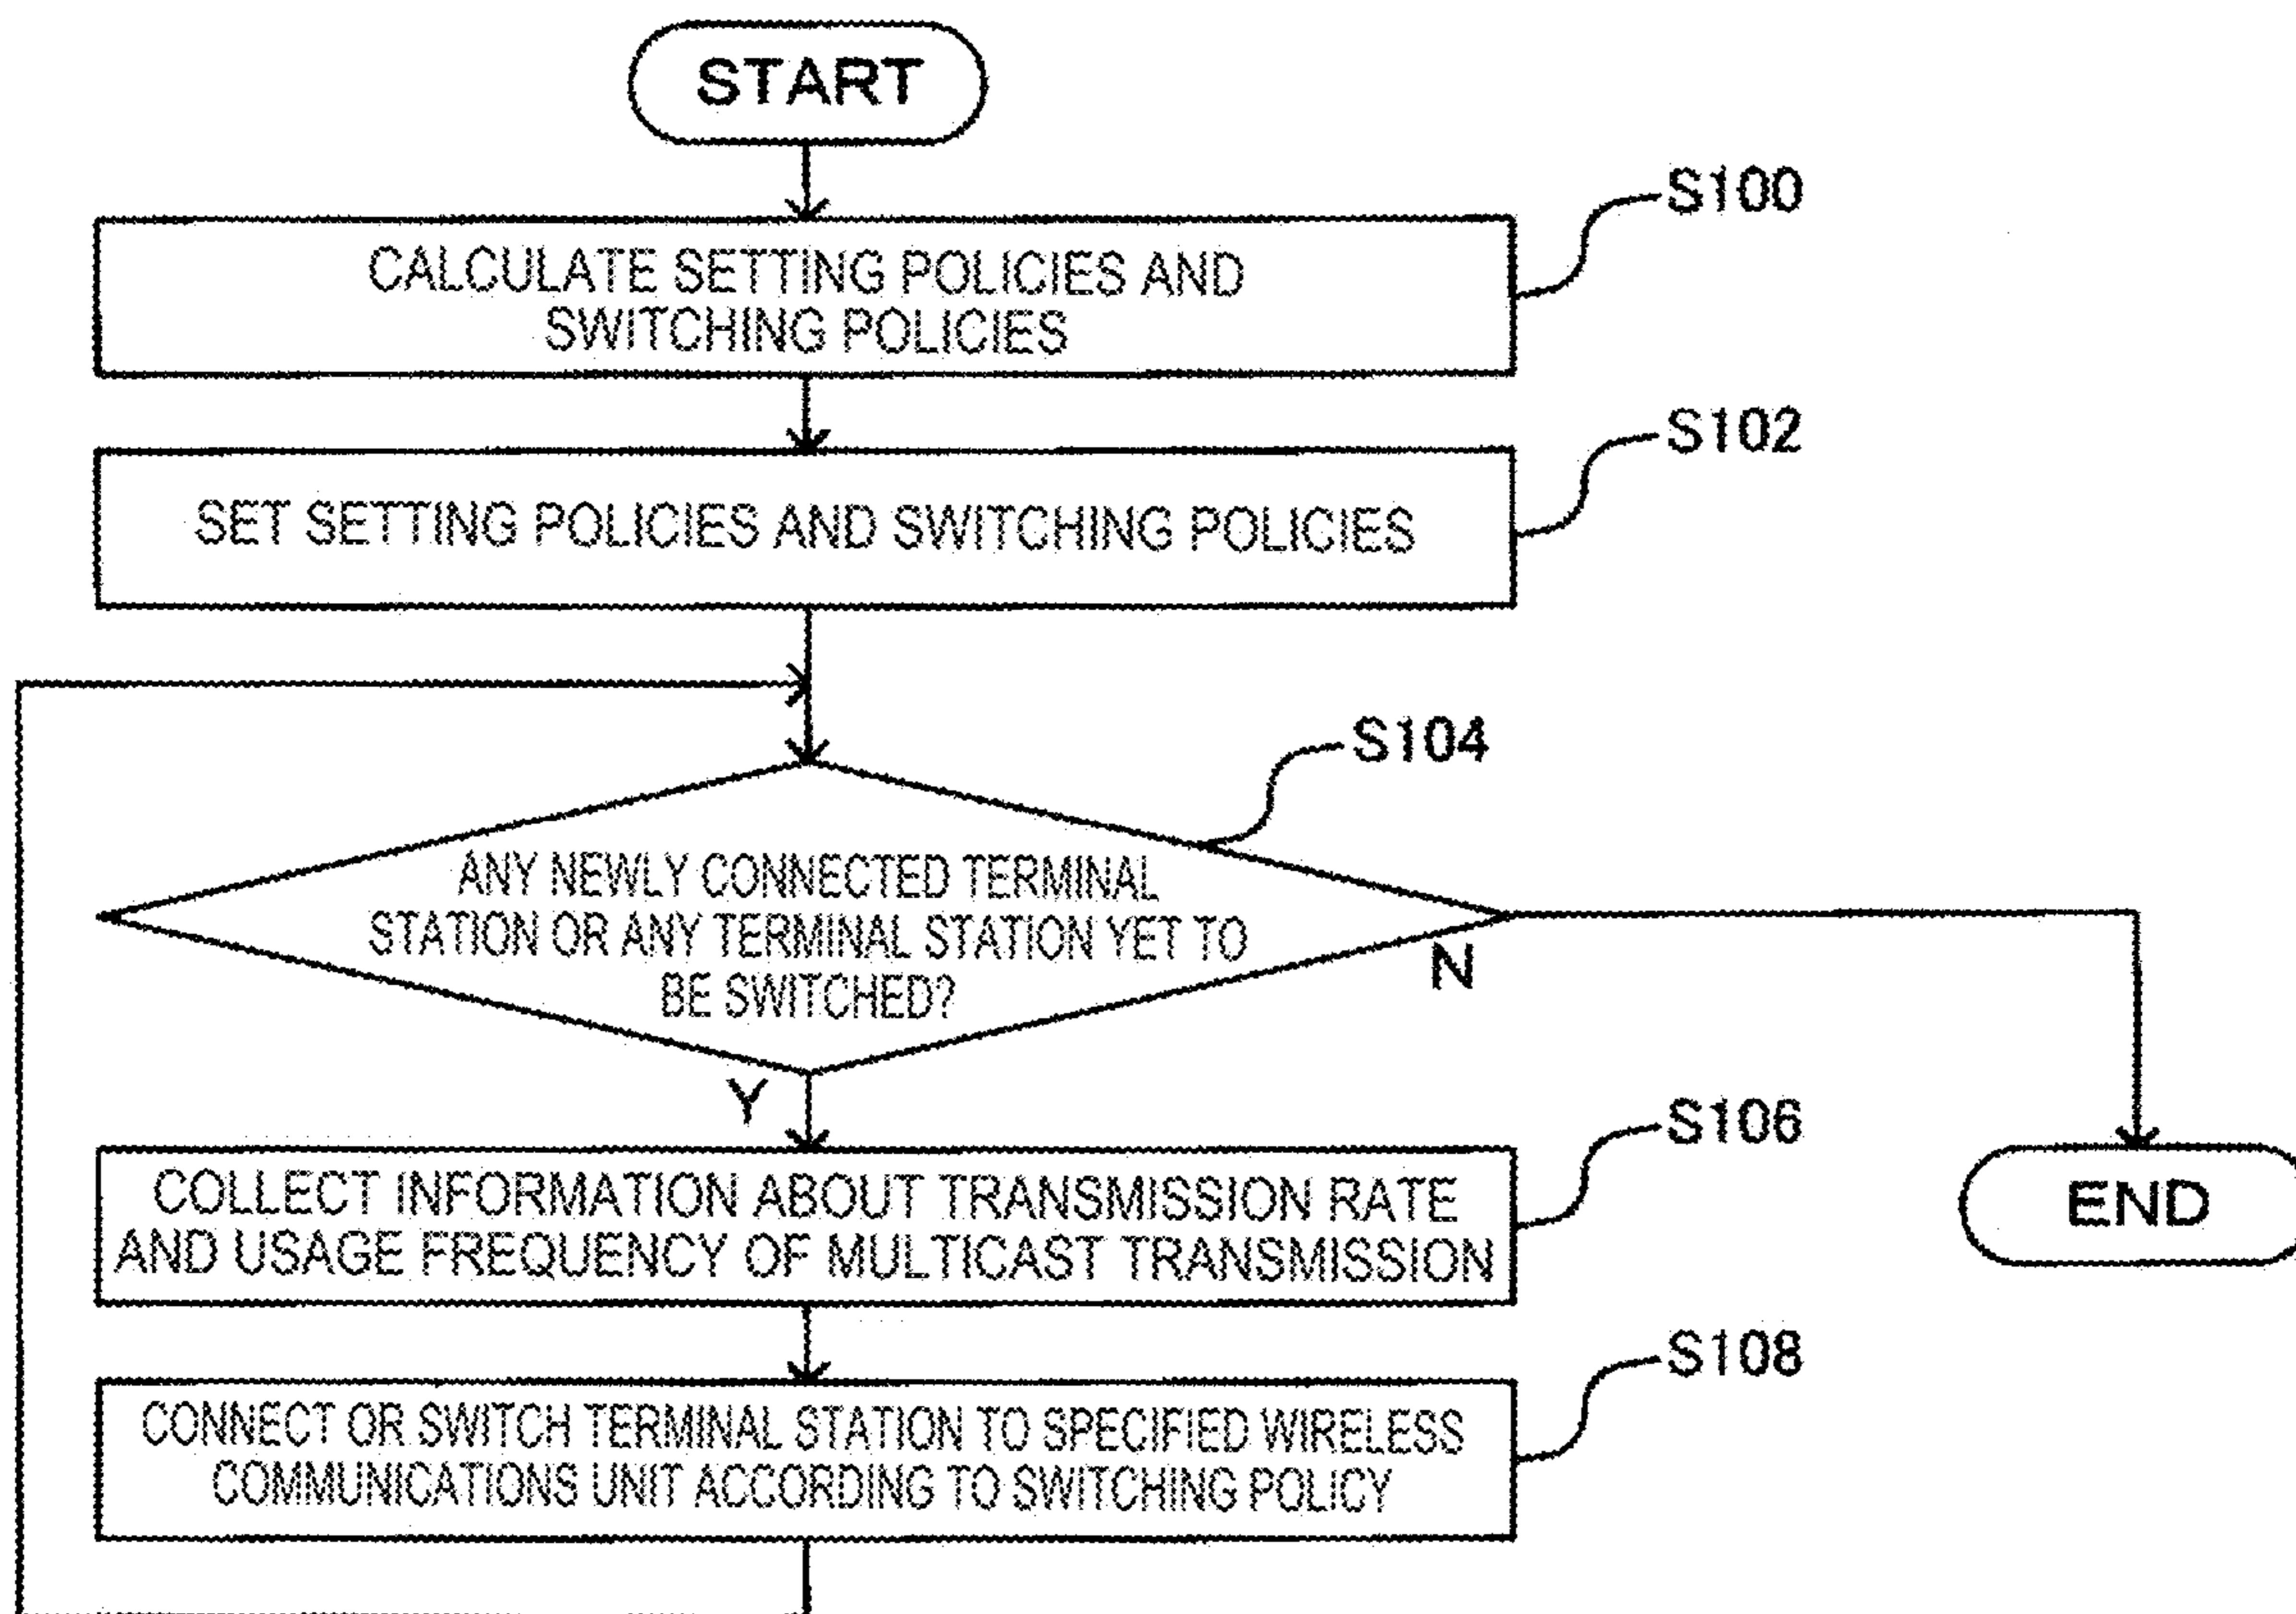 START
S100
CALCULATE SETTING POLICIES AND
SWITCHING POLICIES
S102
SET SETTING POLICIES AND SWITCHING POLICIES
S104
ANY NEWLY CONNECTED TERMINAL
STATION OR ANY TERMINAL STATION YET TO
BE SWITCHED?
N
Y
S106
COLLECT INFORMATION ABOUT TRANSMISSION RATE
AND USAGE FREQUENCY OF MULTICAST TRANSMISSION
END
S108
CONNECT OR SWITCH TERMINAL STATION TO SPECIFIED WIRELESS
COMMUNICATIONS UNIT ACCORDING TO SWITCHING POLICY